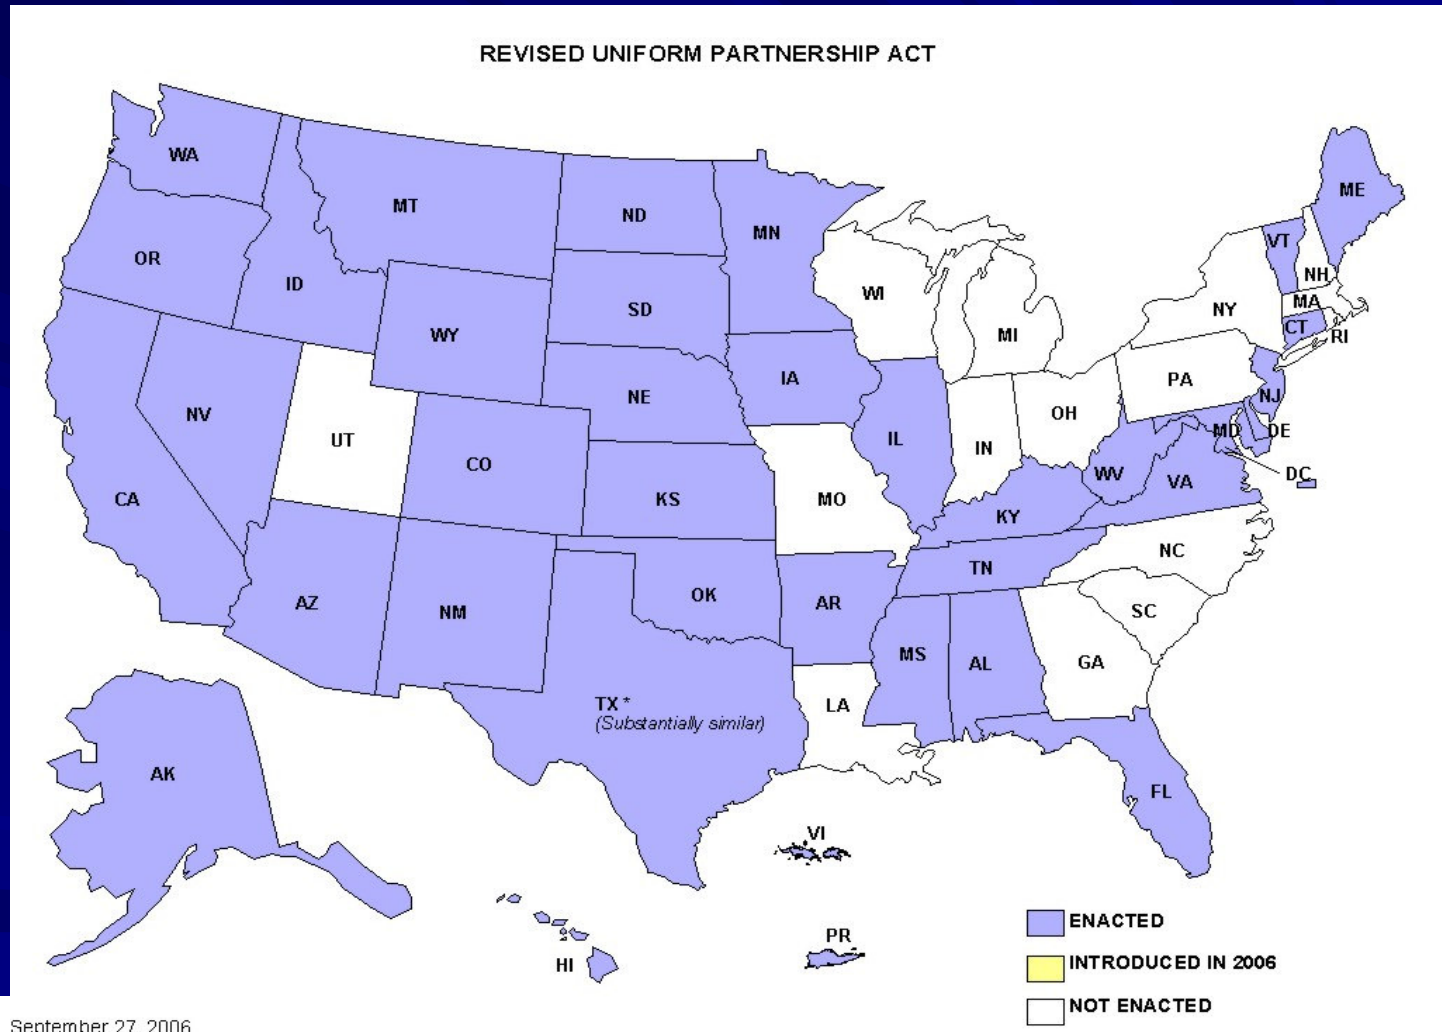 REVISED UNIFORM PARTNERSHIP ACT
WA
MT
ND
MN
ME
OR
ID
SD
WI
VT
NH
WY
MI
NY
MA
CT
RI
NV
NE
IA
PA
UT
CO
IL
IN
OH
NJ
MD
DE
CA
KS
MO
WV
VA
DC
KY
AZ
NM
OK
AR
TN
NC
SC
MS
AL
GA
TX *
(Substantially similar)
LA
AK
FL
VI
HI
PR
ENACTED
INTRODUCED IN 2006
NOT ENACTED
September 27, 2006